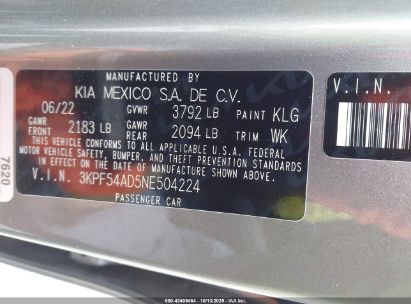 MANUFACTURED BY
KIA MEXICO S.A. DE C.V.
06/22 GVWR 3792 LB PAINT KLG
GAWR FRONT 2183 LB GAWR REAR 2094 LB TRIM WK
THIS VEHICLE CONFORMS TO ALL APPLICABLE U.S.A. FEDERAL
MOTOR VEHICLE SAFETY, BUMPER, AND THEFT PREVENTION
STANDARDS IN EFFECT ON THE DATE OF MANUFACTURE SHOWN ABOVE.
V.I.N. 3KPF54AD5NE504224
PASSENGER CAR
V.I.N.
7620